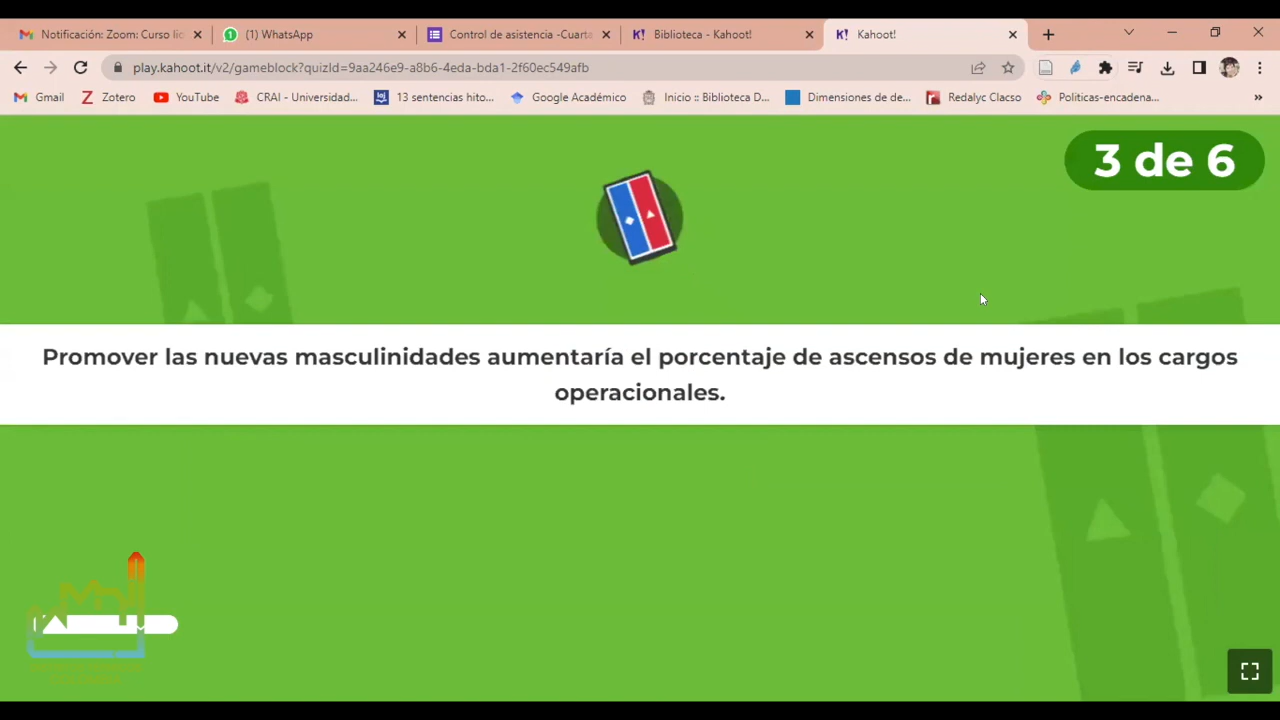 Notificación: Zoom: Curso lic
(1) WhatsApp
Control de asistencia -Cuarta
K! Biblioteca - Kahoot!
K! Kahoot!
play.kahoot.it/v2/gameblock?quizId=9aa246e9-a8b6-4eda-bda1-2f60ec549afb
Gmail
Zotero
YouTube
CRAI - Universidad...
13 sentencias hito...
Google Académico
Inicio :: Biblioteca D...
Dimensiones de de...
Redalyc Clacso
Politicas-encadena...
3 de 6
Promover las nuevas masculinidades aumentaría el porcentaje de ascensos de mujeres en los cargos
operacionales.